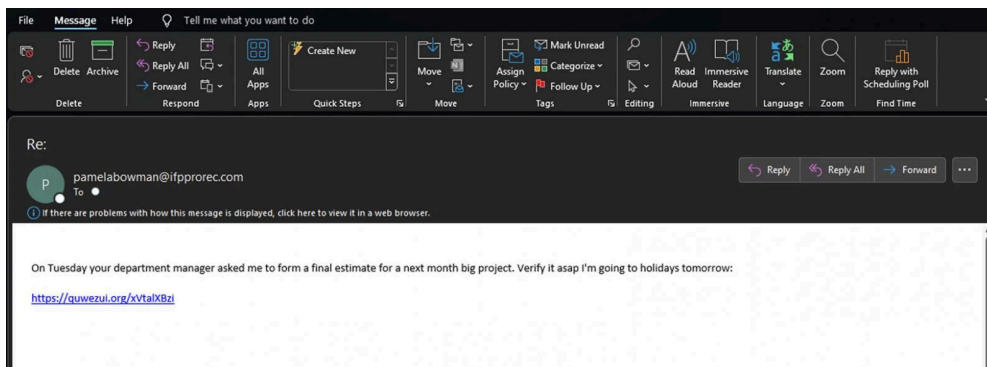 File Message Help Tell me what you want to do
Delete Archive
Reply
Reply All
Forward
All Apps
Create New
Move
Assign Policy
Mark Unread
Categorize
Follow Up
Read Aloud
Immersive Reader
Translate
Zoom
Reply with Scheduling Poll
Delete Respond Apps Quick Steps Move Tags Editing Immersive Language Zoom Find Time
Re:
P
pamelabowman@ifpprorec.com
To
Reply Reply All Forward
If there are problems with how this message is displayed, click here to view it in a web browser.
On Tuesday your department manager asked me to form a final estimate for a next month big project. Verify it asap I'm going to holidays tomorrow:
https://quwezui.org/xVtalXBzi